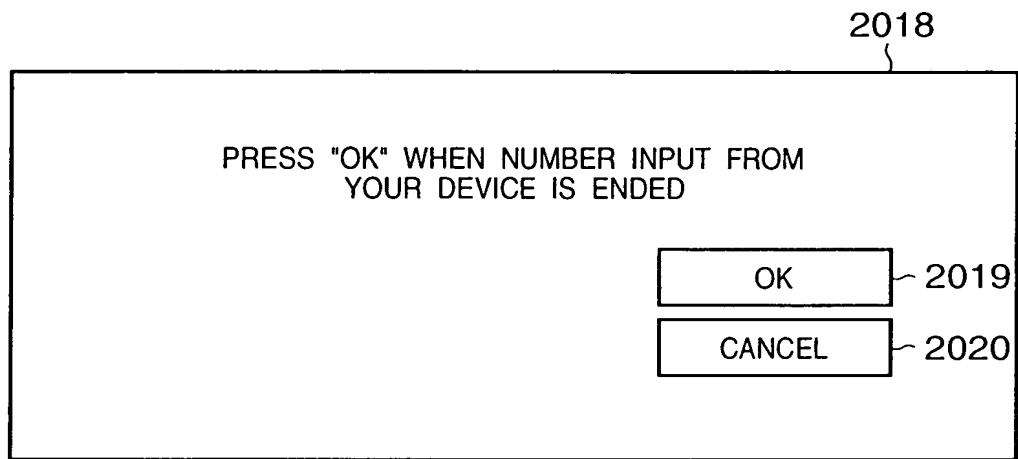 2018
PRESS "OK" WHEN NUMBER INPUT FROM
YOUR DEVICE IS ENDED
OK
2019
CANCEL
2020